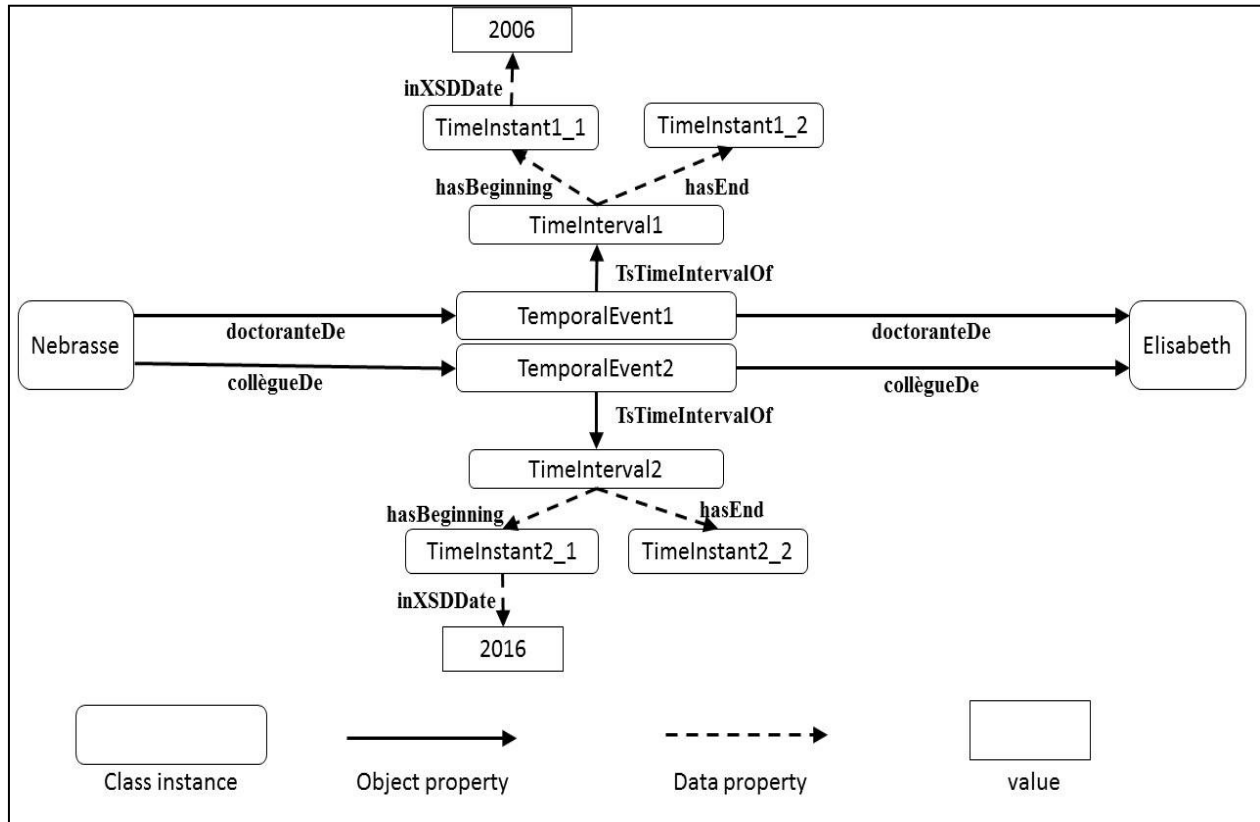 2006
inXSDDate
TimeInstant1_1
TimeInstant1_2
hasBeginning
hasEnd
TimeInterval1
TsTimeIntervalOf
Nebrasse
doctoranteDe
TemporalEvent1
doctoranteDe
Elisabeth
collègueDe
TemporalEvent2
collègueDe
TsTimeIntervalOf
TimeInterval2
hasBeginning
hasEnd
TimeInstant2_1
TimeInstant2_2
inXSDDate
2016
Class instance
Object property
Data property
value